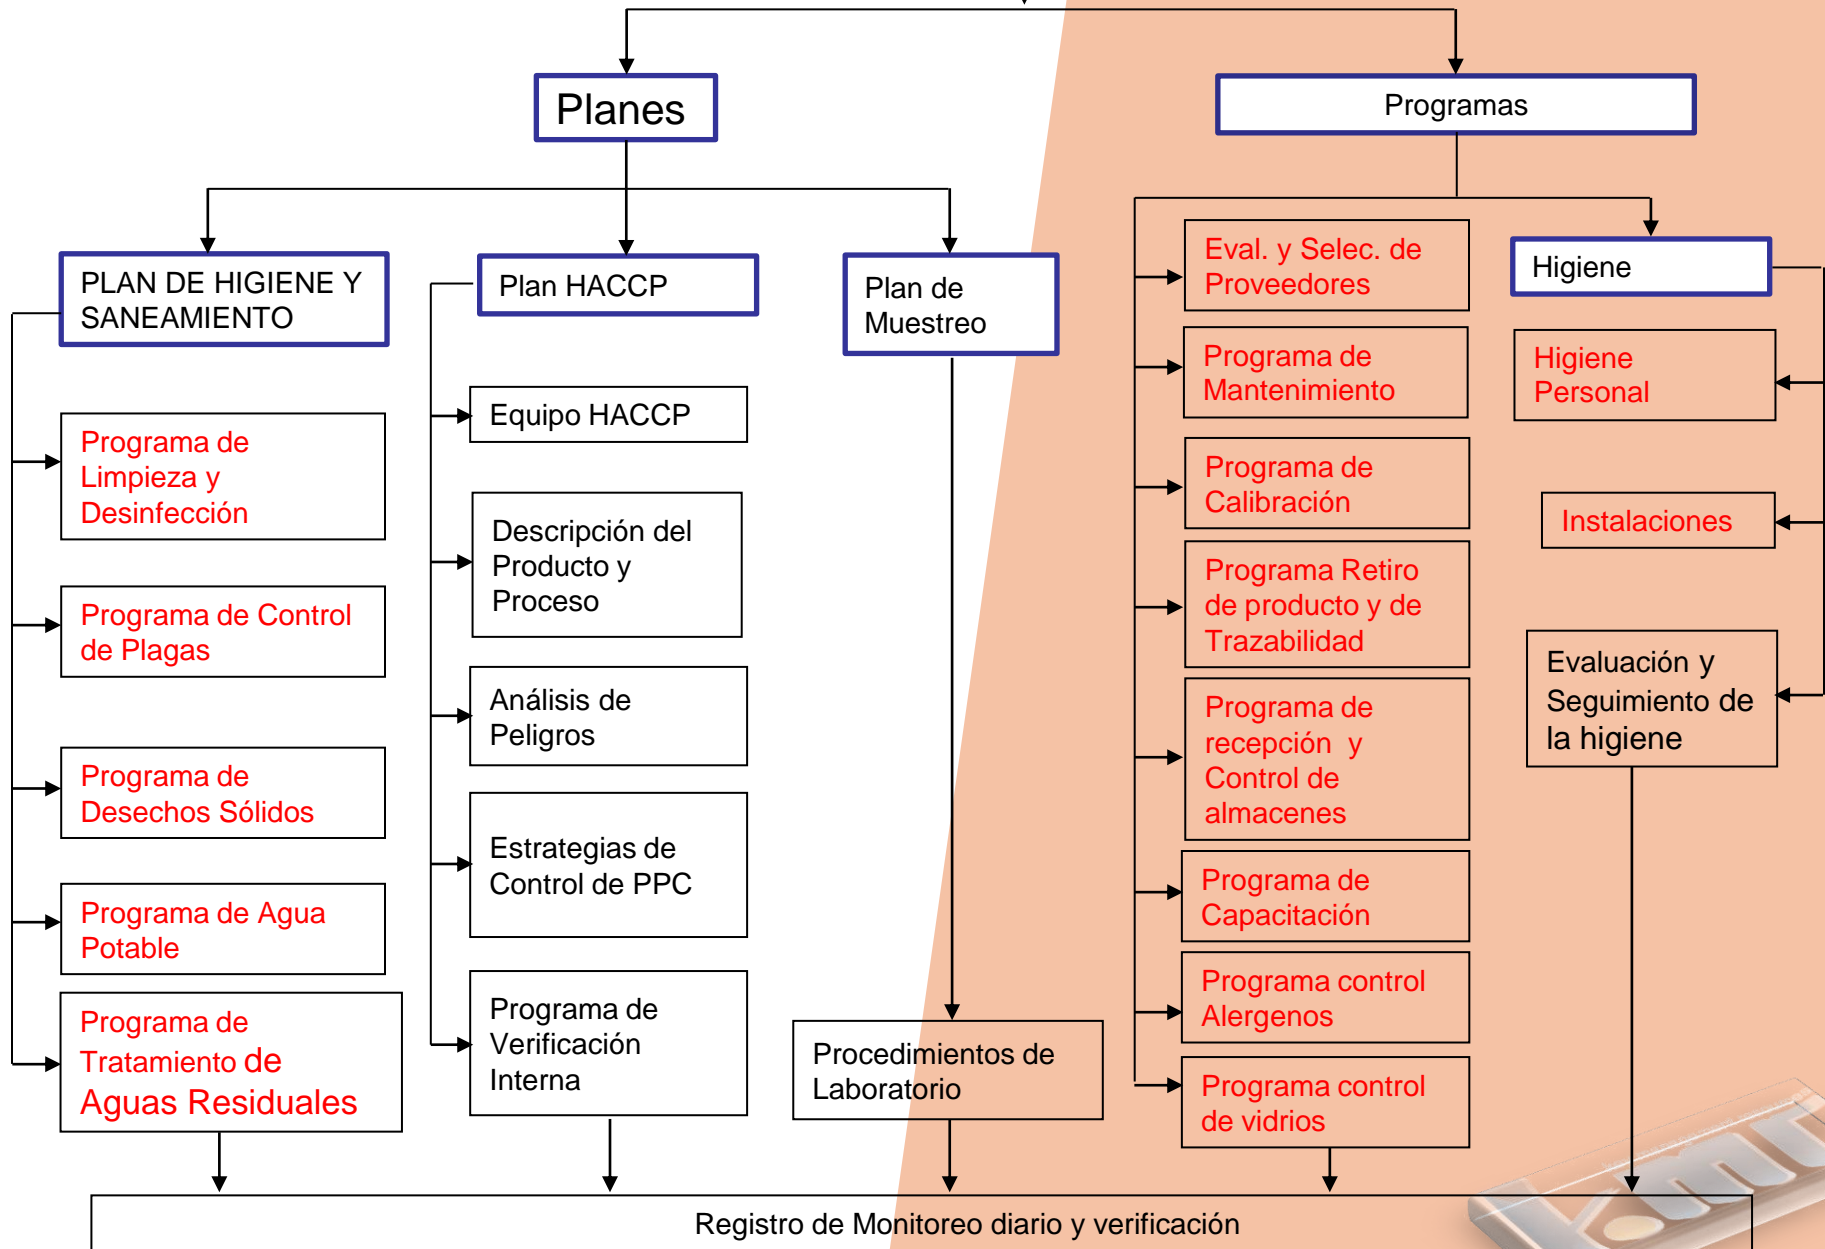 Planes
Programas
PLAN DE HIGIENE Y
SANEAMIENTO
Plan HACCP
Plan de
Muestreo
Eval. y Selec. de
Proveedores
Higiene
Programa de
Limpieza y
Desinfección
Programa de Control
de Plagas
Programa de
Desechos Sólidos
Programa de Agua
Potable
Programa de
Tratamiento de
Aguas Residuales
Equipo HACCP
Descripción del
Producto y
Proceso
Análisis de
Peligros
Estrategias de
Control de PPC
Programa de
Verificación
Interna
Procedimientos de
Laboratorio
Programa de
Mantenimiento
Programa de
Calibración
Programa Retiro
de producto y de
Trazabilidad
Programa de
recepción y
Control de
almacenes
Programa de
Capacitación
Programa control
Alergenos
Programa control
de vidrios
Higiene
Personal
Instalaciones
Evaluación y
Seguimiento de
la higiene
Registro de Monitoreo diario y verificación